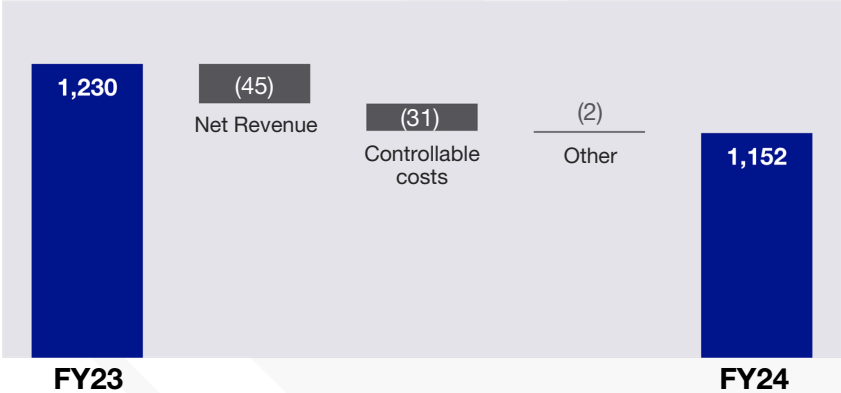 1,230
(45)
Net Revenue
(31)
Controllable
costs
(2)
Other
1,152
FY23
FY24